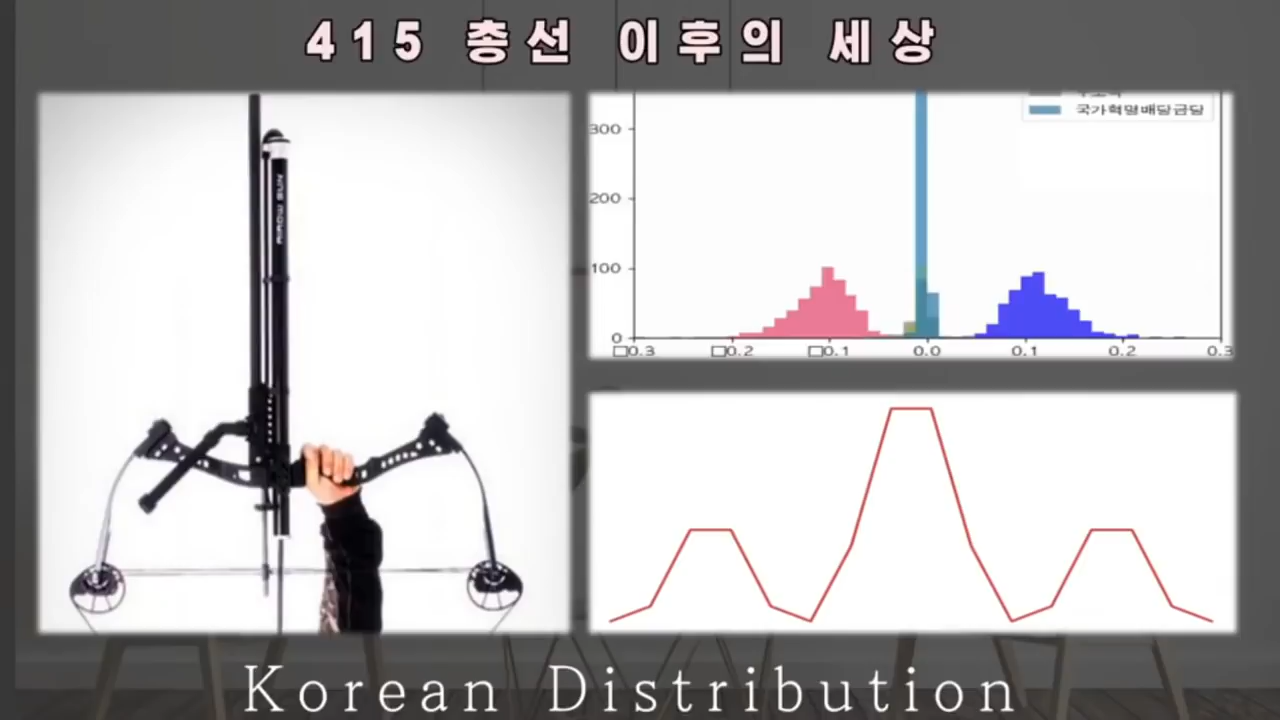 415 총선 이후의 세상
국가혁명배당금당
300
200
100
0
□0.3 □0.2 □0.1 0.0 0.1 0.2 0.3
Korean Distribution